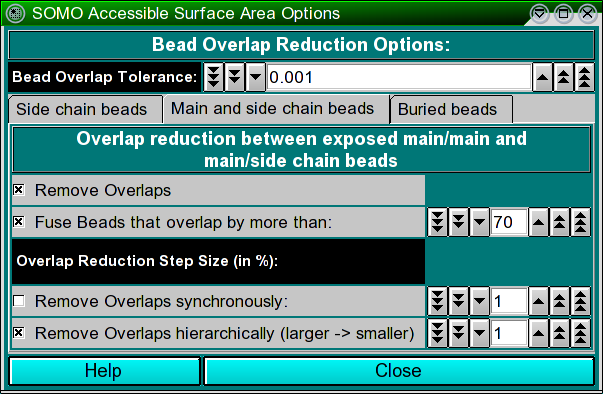 SOMO Accessible Surface Area Options
Bead Overlap Reduction Options:
Bead Overlap Tolerance: 0.001
Side chain beads Main and side chain beads Buried beads
Overlap reduction between exposed main/main and
main/side chain beads
Remove Overlaps
Fuse Beads that overlap by more than: 70
Overlap Reduction Step Size (in %):
Remove Overlaps synchronously: 1
Remove Overlaps hierarchically (larger -> smaller) 1
Help Close